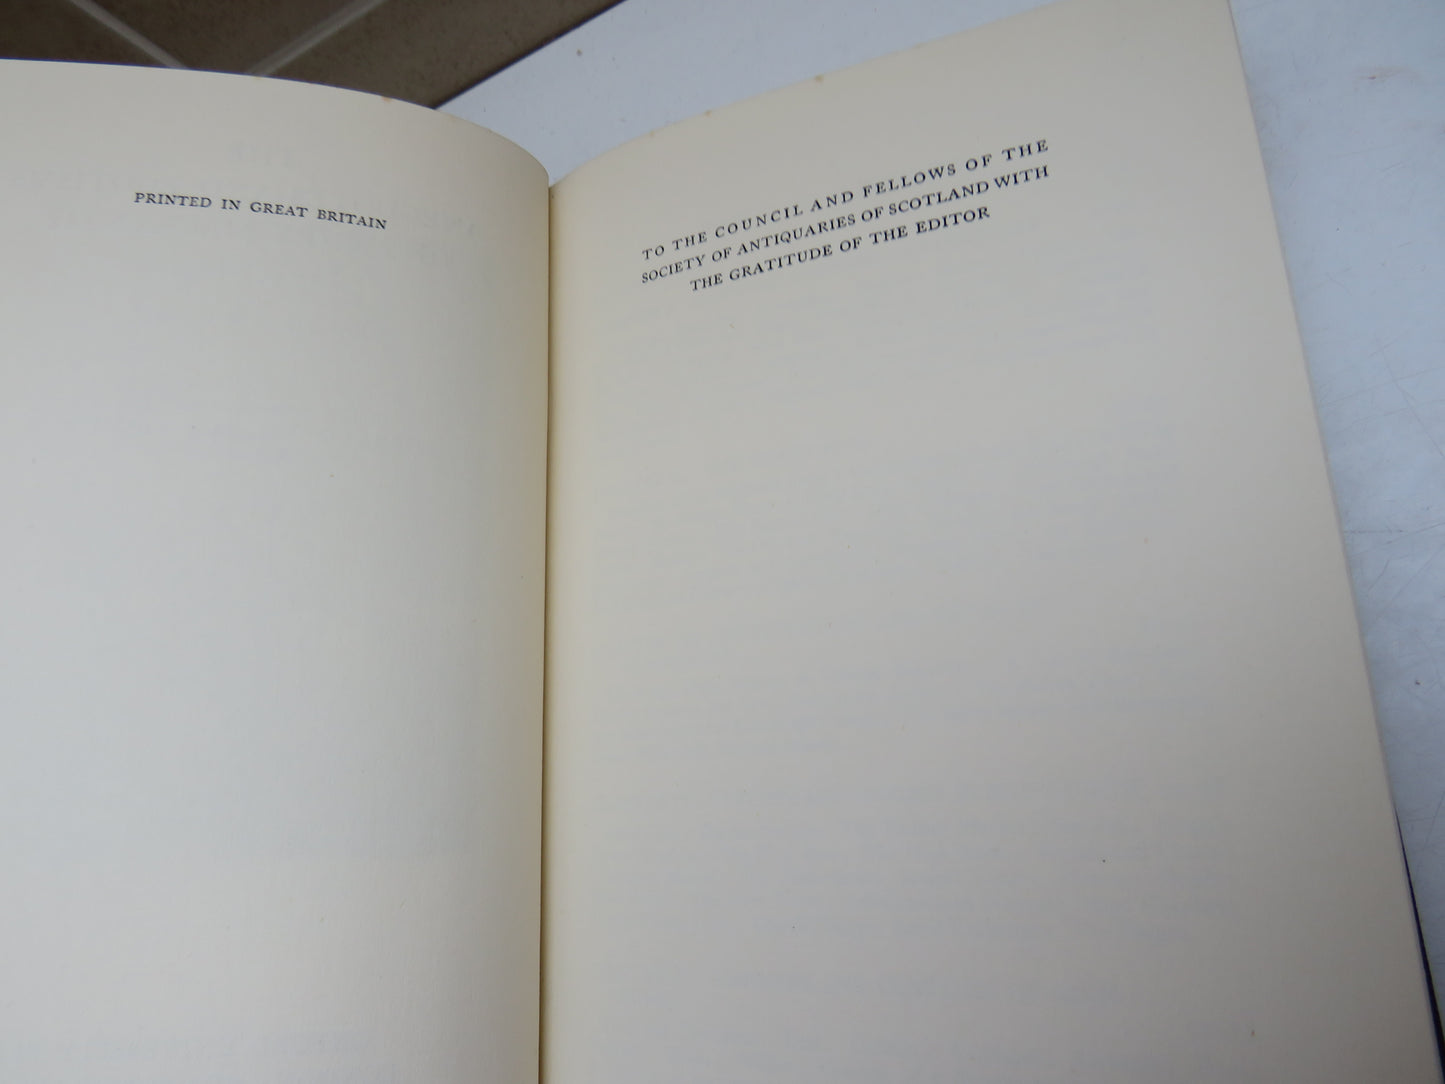 PRINTED IN GREAT BRITAIN
TO THE COUNCIL AND FELLOWS OF THE
SOCIETY OF ANTIQUARIES OF SCOTLAND WITH
THE GRATITUDE OF THE EDITOR